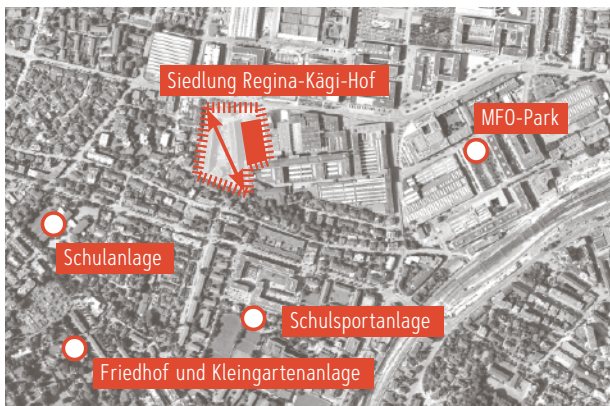 Siedlung Regina-Kägi-Hof
MFO-Park
Schulanlage
Schulsportanlage
Friedhof und Kleingartenanlage